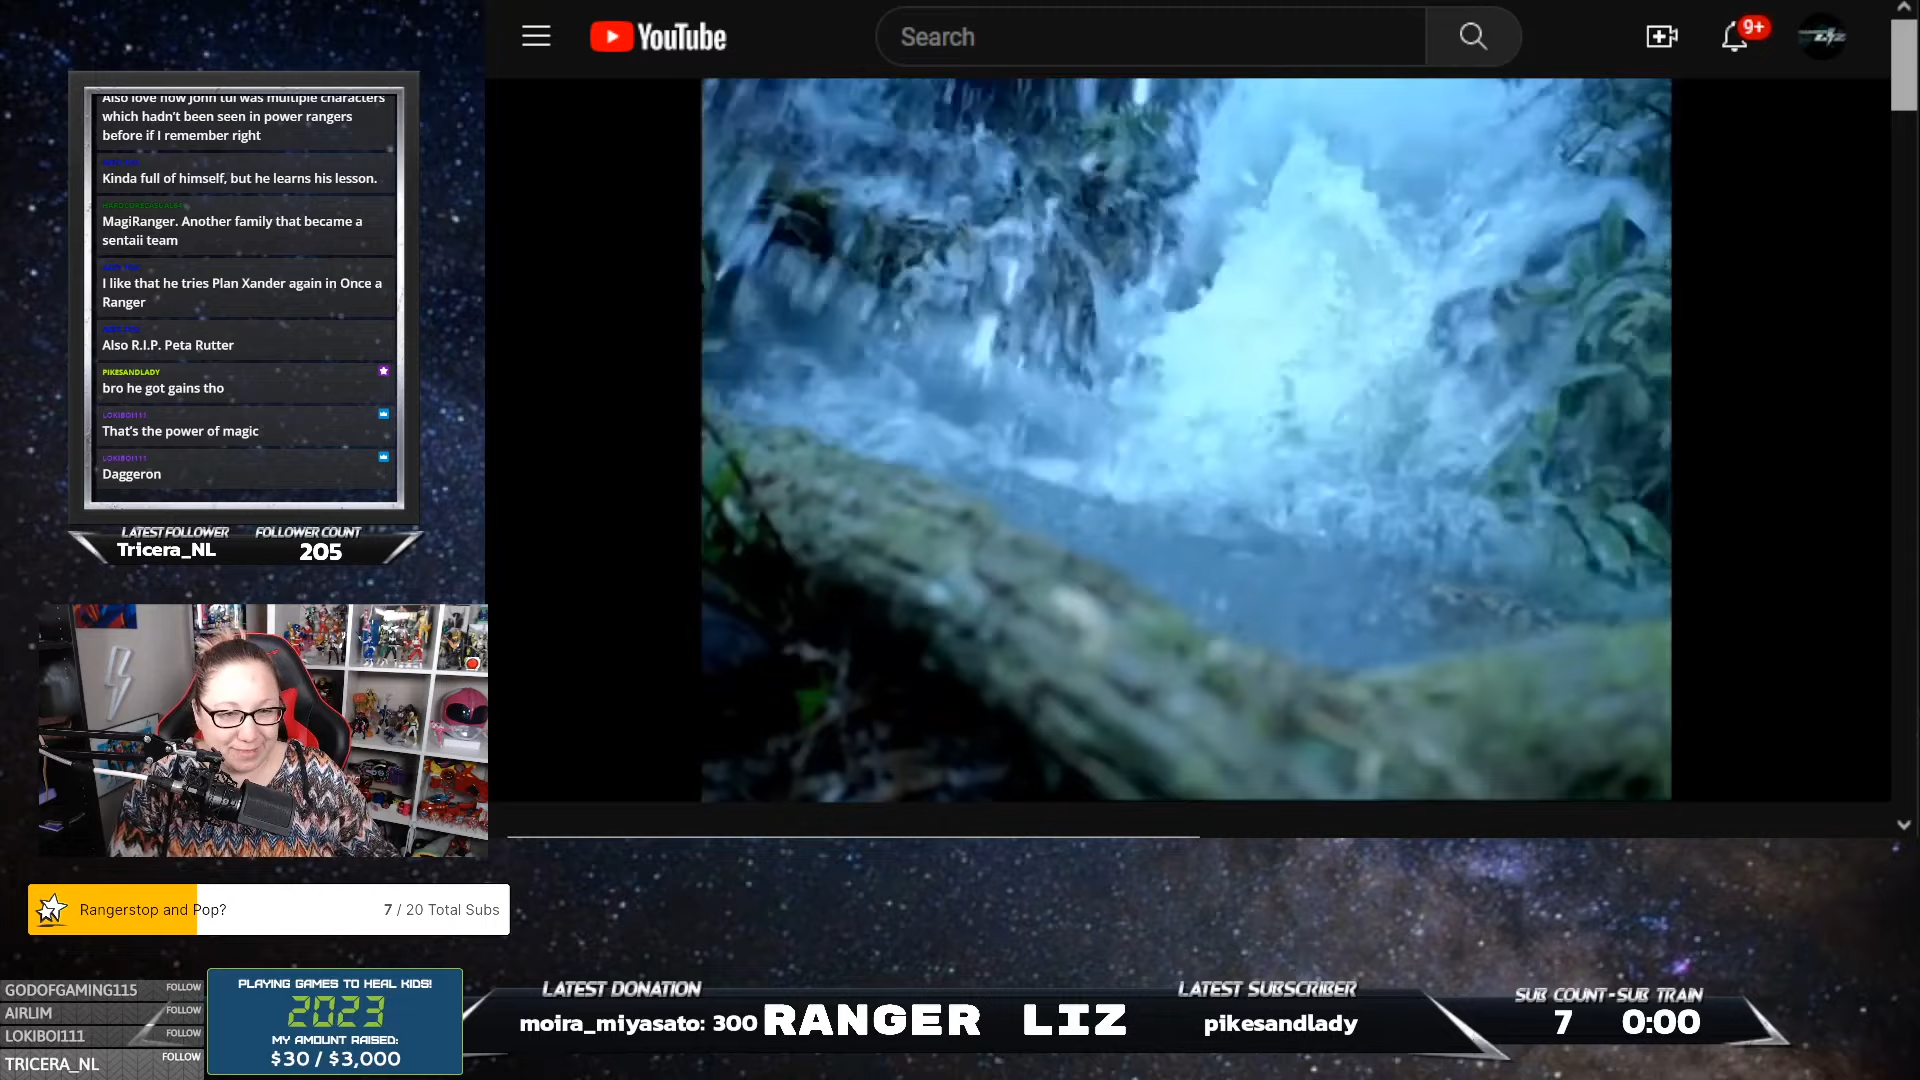 YouTube
Search
9+
Also love how John tui was multiple characters
which hadn't been seen in power rangers
before if I remember right
Kinda full of himself, but he learns his lesson.
HARDCORECASUAL64
MagiRanger. Another family that became a
sentaii team
I like that he tries Plan Xander again in Once a
Ranger
Also R.I.P. Peta Rutter
PIKESANDLADY
bro he got gains tho
LOKIBOI111
That's the power of magic
LOKIBOI111
Daggeron
LATEST FOLLOWER
Tricera_NL
FOLLOWER COUNT
205
Rangerstop and Pop?
7 / 20 Total Subs
GODOFGAMING115 FOLLOW
AIRLIM FOLLOW
LOKIBOI111 FOLLOW
TRICERA_NL FOLLOW
PLAYING GAMES TO HEAL KIDS!
2023
MY AMOUNT RAISED:
$30 / $3,000
LATEST DONATION
moira_miyasato: 300
RANGER LIZ
LATEST SUBSCRIBER
pikesandlady
SUB COUNT-SUB TRAIN
7 0:00